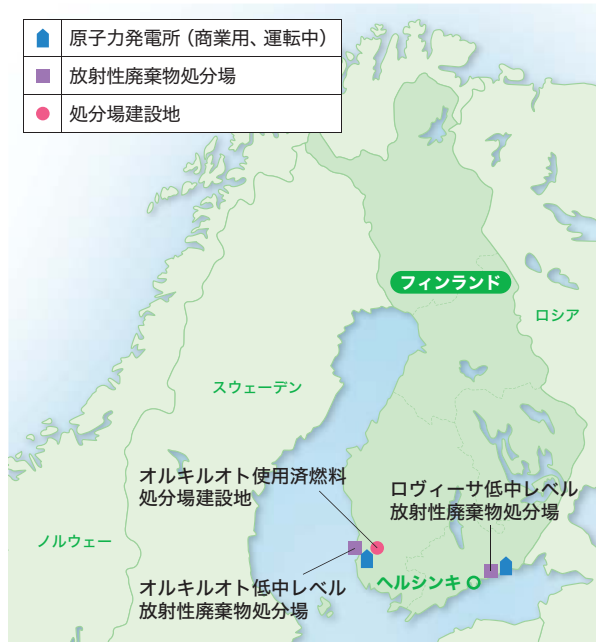 原子力発電所（商業用、運転中）
放射性廃棄物処分場
処分場建設地
フィンランド
ロシア
スウェーデン
オルキルオト使用済燃料
処分場建設地
ロヴィーサ低中レベル
放射性廃棄物処分場
ノルウェー
ヘルシンキ
オルキルオト低中レベル
放射性廃棄物処分場